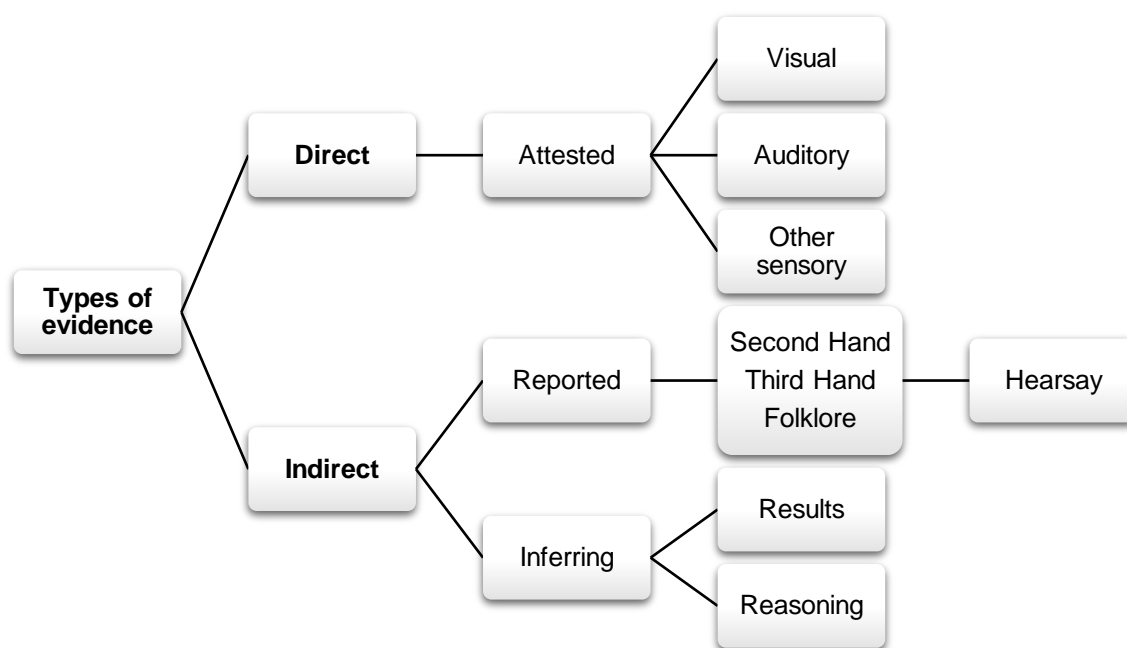 Types of
evidence
Direct
Attested
Visual
Auditory
Other
sensory
Indirect
Reported
Second Hand
Third Hand
Folklore
Hearsay
Inferring
Results
Reasoning